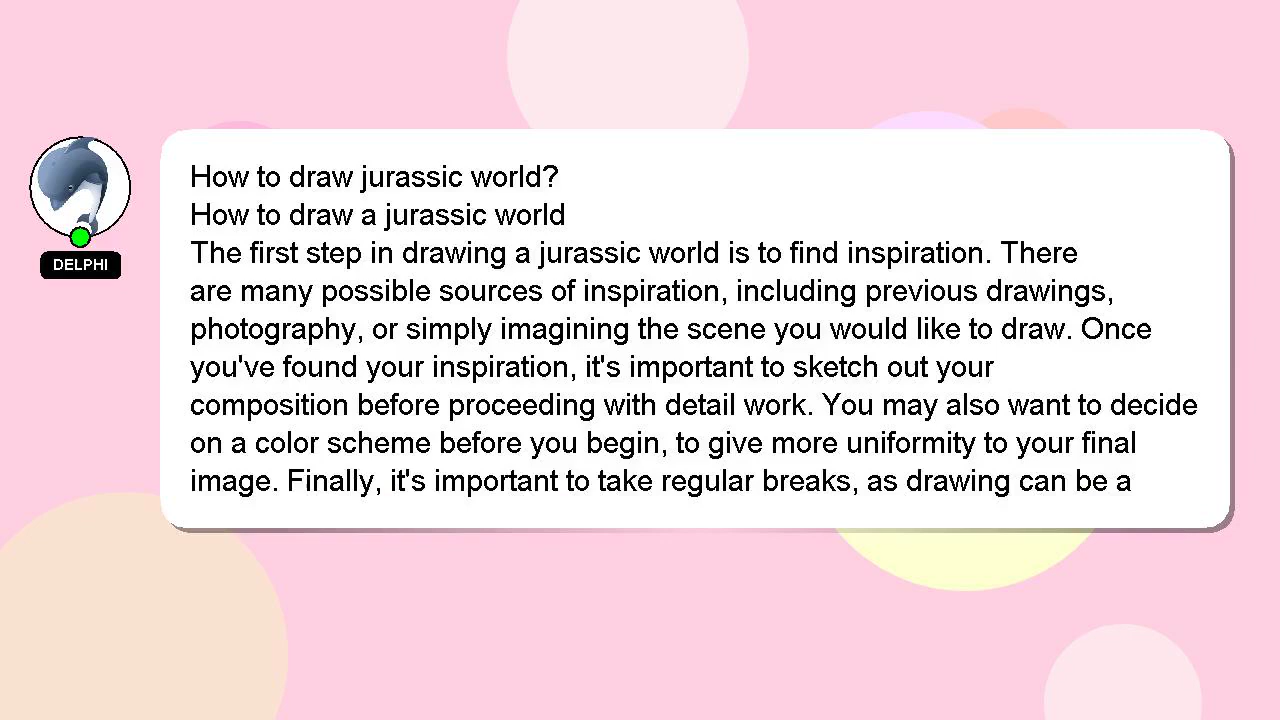 How to draw jurassic world?
How to draw a jurassic world
The first step in drawing a jurassic world is to find inspiration. There
are many possible sources of inspiration, including previous drawings,
photography, or simply imagining the scene you would like to draw. Once
you've found your inspiration, it's important to sketch out your
composition before proceeding with detail work. You may also want to decide
on a color scheme before you begin, to give more uniformity to your final
image. Finally, it's important to take regular breaks, as drawing can be a
DELPHI